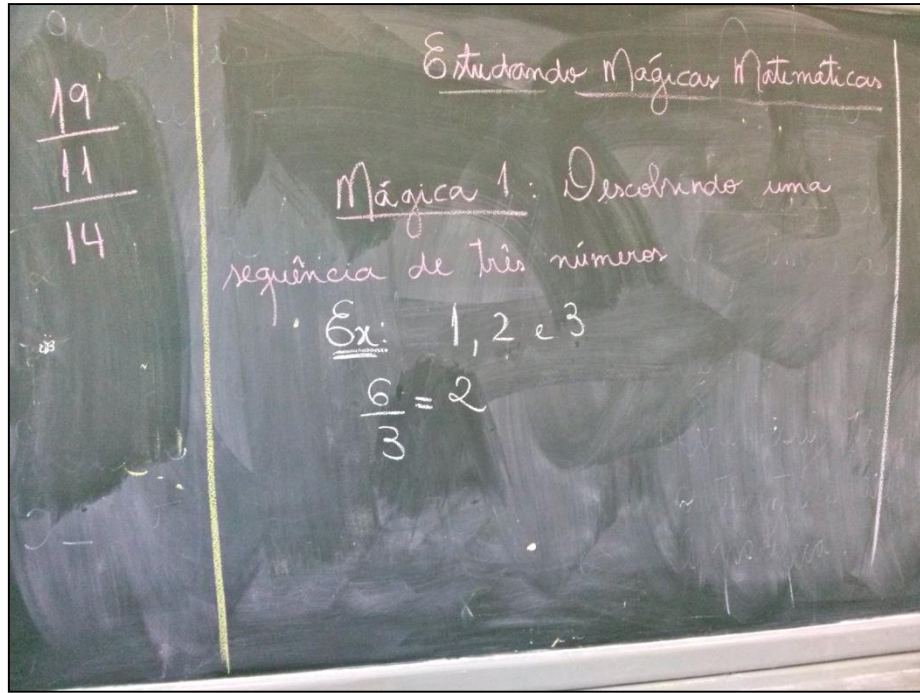 19
11
14
Estudando Mágicas Matemáticas
Mágica 1: Descobrindo uma
sequência de três números
Ex: 1, 2 e 3
6/3 = 2